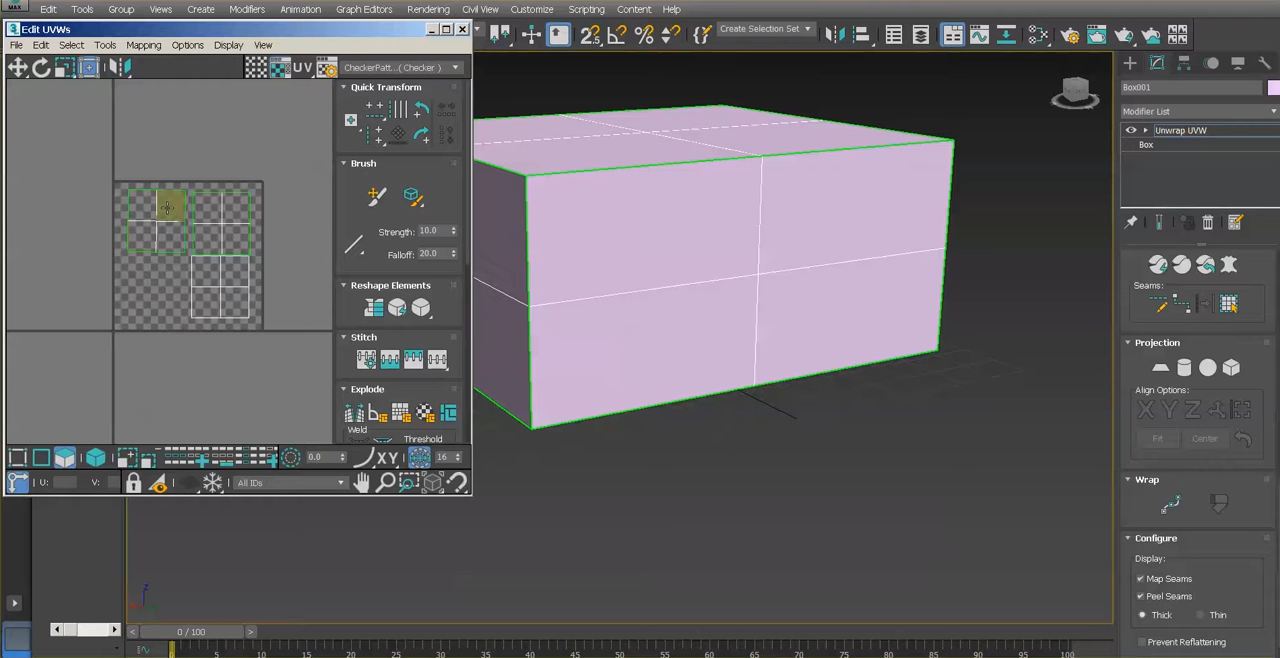 MAX
Edit
Tools
Group
Views
Create
Modifiers
Animation
Graph Editors
Rendering
Civil View
Customize
Scripting
Content
Help
Edit UVWs
Create Selection Set
File
Edit
Select
Tools
Mapping
Options
Display
View
UV
CheckerPatt...( Checker )
Quick Transform
Brush
Strength: 10.0
Falloff: 20.0
Reshape Elements
Stitch
Explode
Weld
Threshold
0.0
XY
16
U:
V:
All IDs
Box001
Modifier List
Unwrap UVW
Box
Seams:
Projection
Align Options:
X Y Z
Fit
Center
Wrap
Configure
Display:
Map Seams
Peel Seams
Thick
Thin
Prevent Reflattening
z
0 / 100
0 5 10 15 20 25 30 35 40 45 50 55 60 65 70 75 80 85 90 95 100